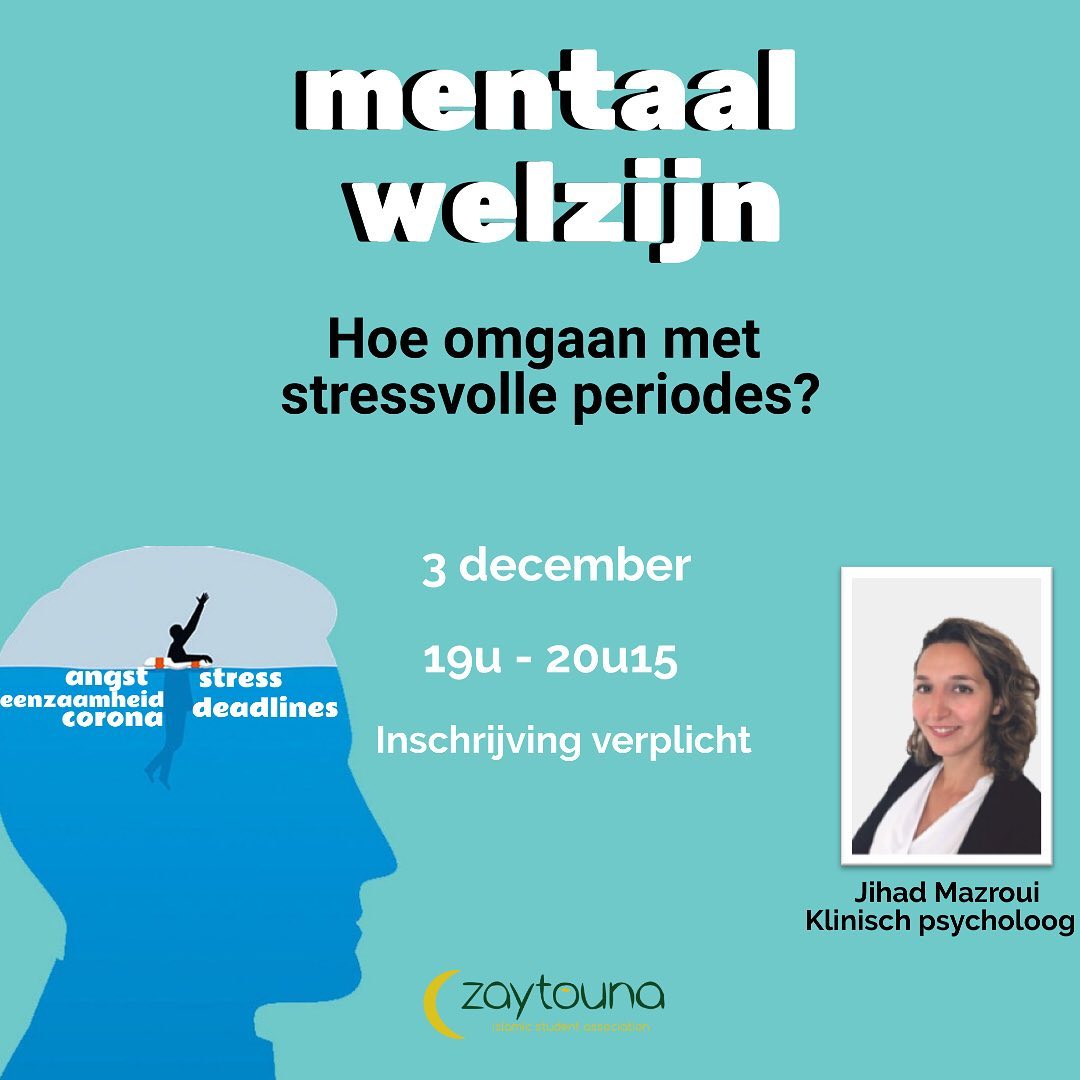 mentaal
welzijn
Hoe omgaan met
stressvolle periodes?
3 december
19u - 20u15
Inschrijving verplicht
angst
eenzaamheid
corona
stress
deadlines
Jihad Mazroui
Klinisch psycholoog
zaytouna
islamic student association